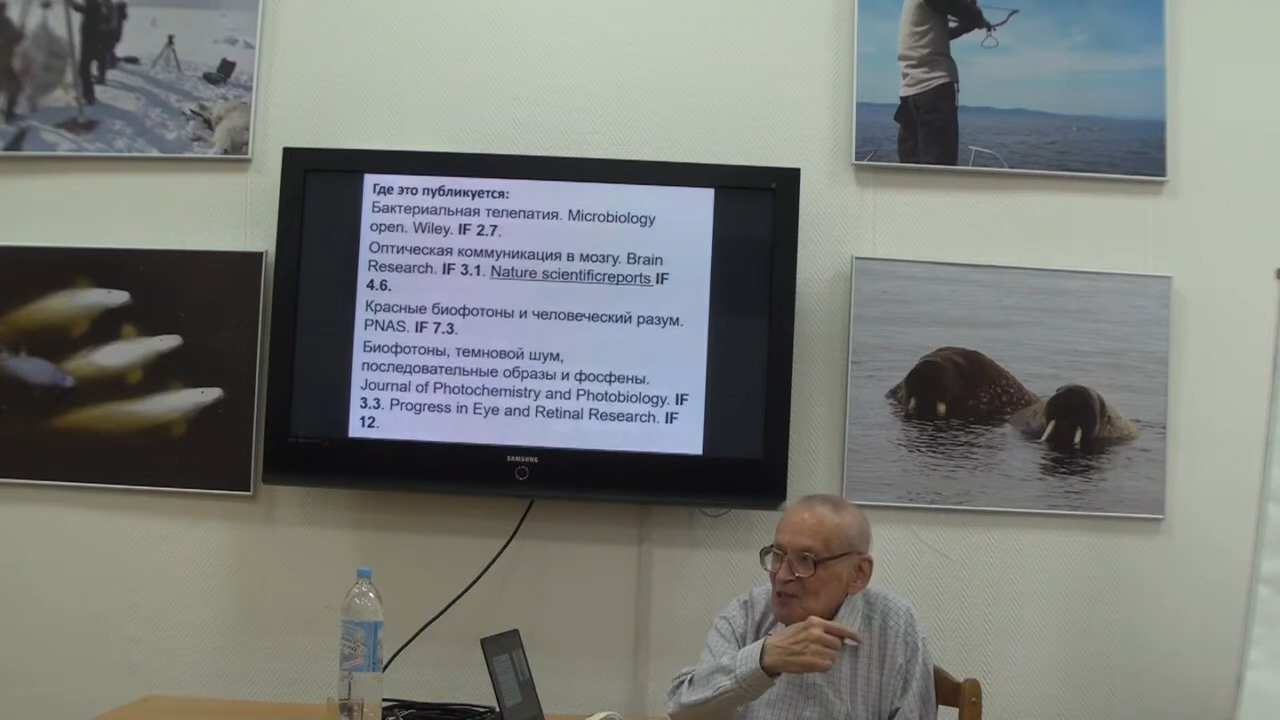 Где это публикуется:
Бактериальная телепатия. Microbiology
open. Wiley. IF 2.7.
Оптическая коммуникация в мозгу. Brain
Research. IF 3.1. Nature scientificreports IF
4.6.
Красные биофотоны и человеческий разум.
PNAS. IF 7.3.
Биофотоны, темновой шум,
последовательные образы и фосфены.
Journal of Photochemistry and Photobiology. IF
3.3. Progress in Eye and Retinal Research. IF
12.
SAMSUNG